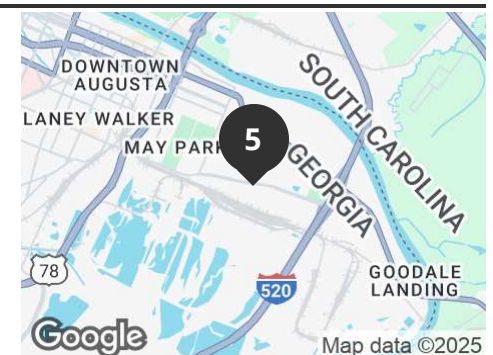 DOWNTOWN
AUGUSTA
SOUTH CAROLINA
LANEY WALKER
MAY PARK
5
GEORGIA
78
520
GOODALE
LANDING
Google
Map data ©2025